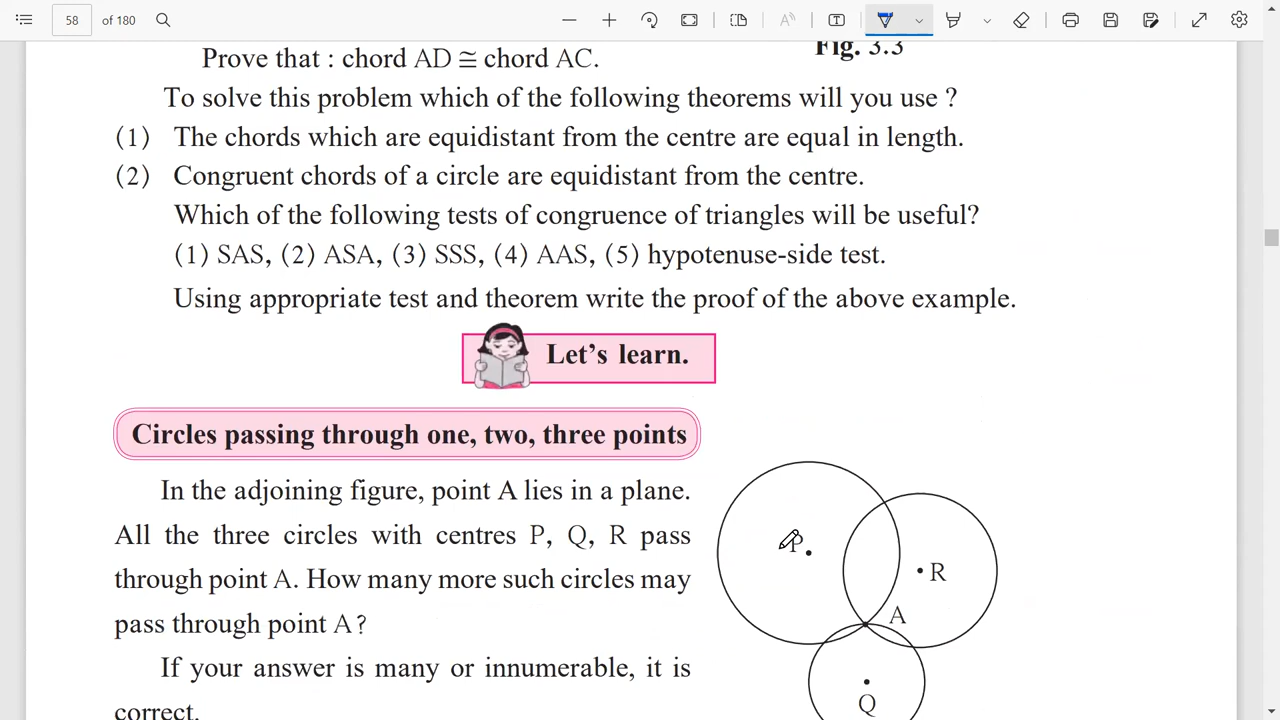 58 of 180
Fig. 3.3
Prove that : chord AD ≅ chord AC.
To solve this problem which of the following theorems will you use ?
(1) The chords which are equidistant from the centre are equal in length.
(2) Congruent chords of a circle are equidistant from the centre.
Which of the following tests of congruence of triangles will be useful?
(1) SAS, (2) ASA, (3) SSS, (4) AAS, (5) hypotenuse-side test.
Using appropriate test and theorem write the proof of the above example.
Let’s learn.
Circles passing through one, two, three points
In the adjoining figure, point A lies in a plane.
All the three circles with centres P, Q, R pass
through point A. How many more such circles may
pass through point A?
If your answer is many or innumerable, it is
correct.
P
R
A
Q